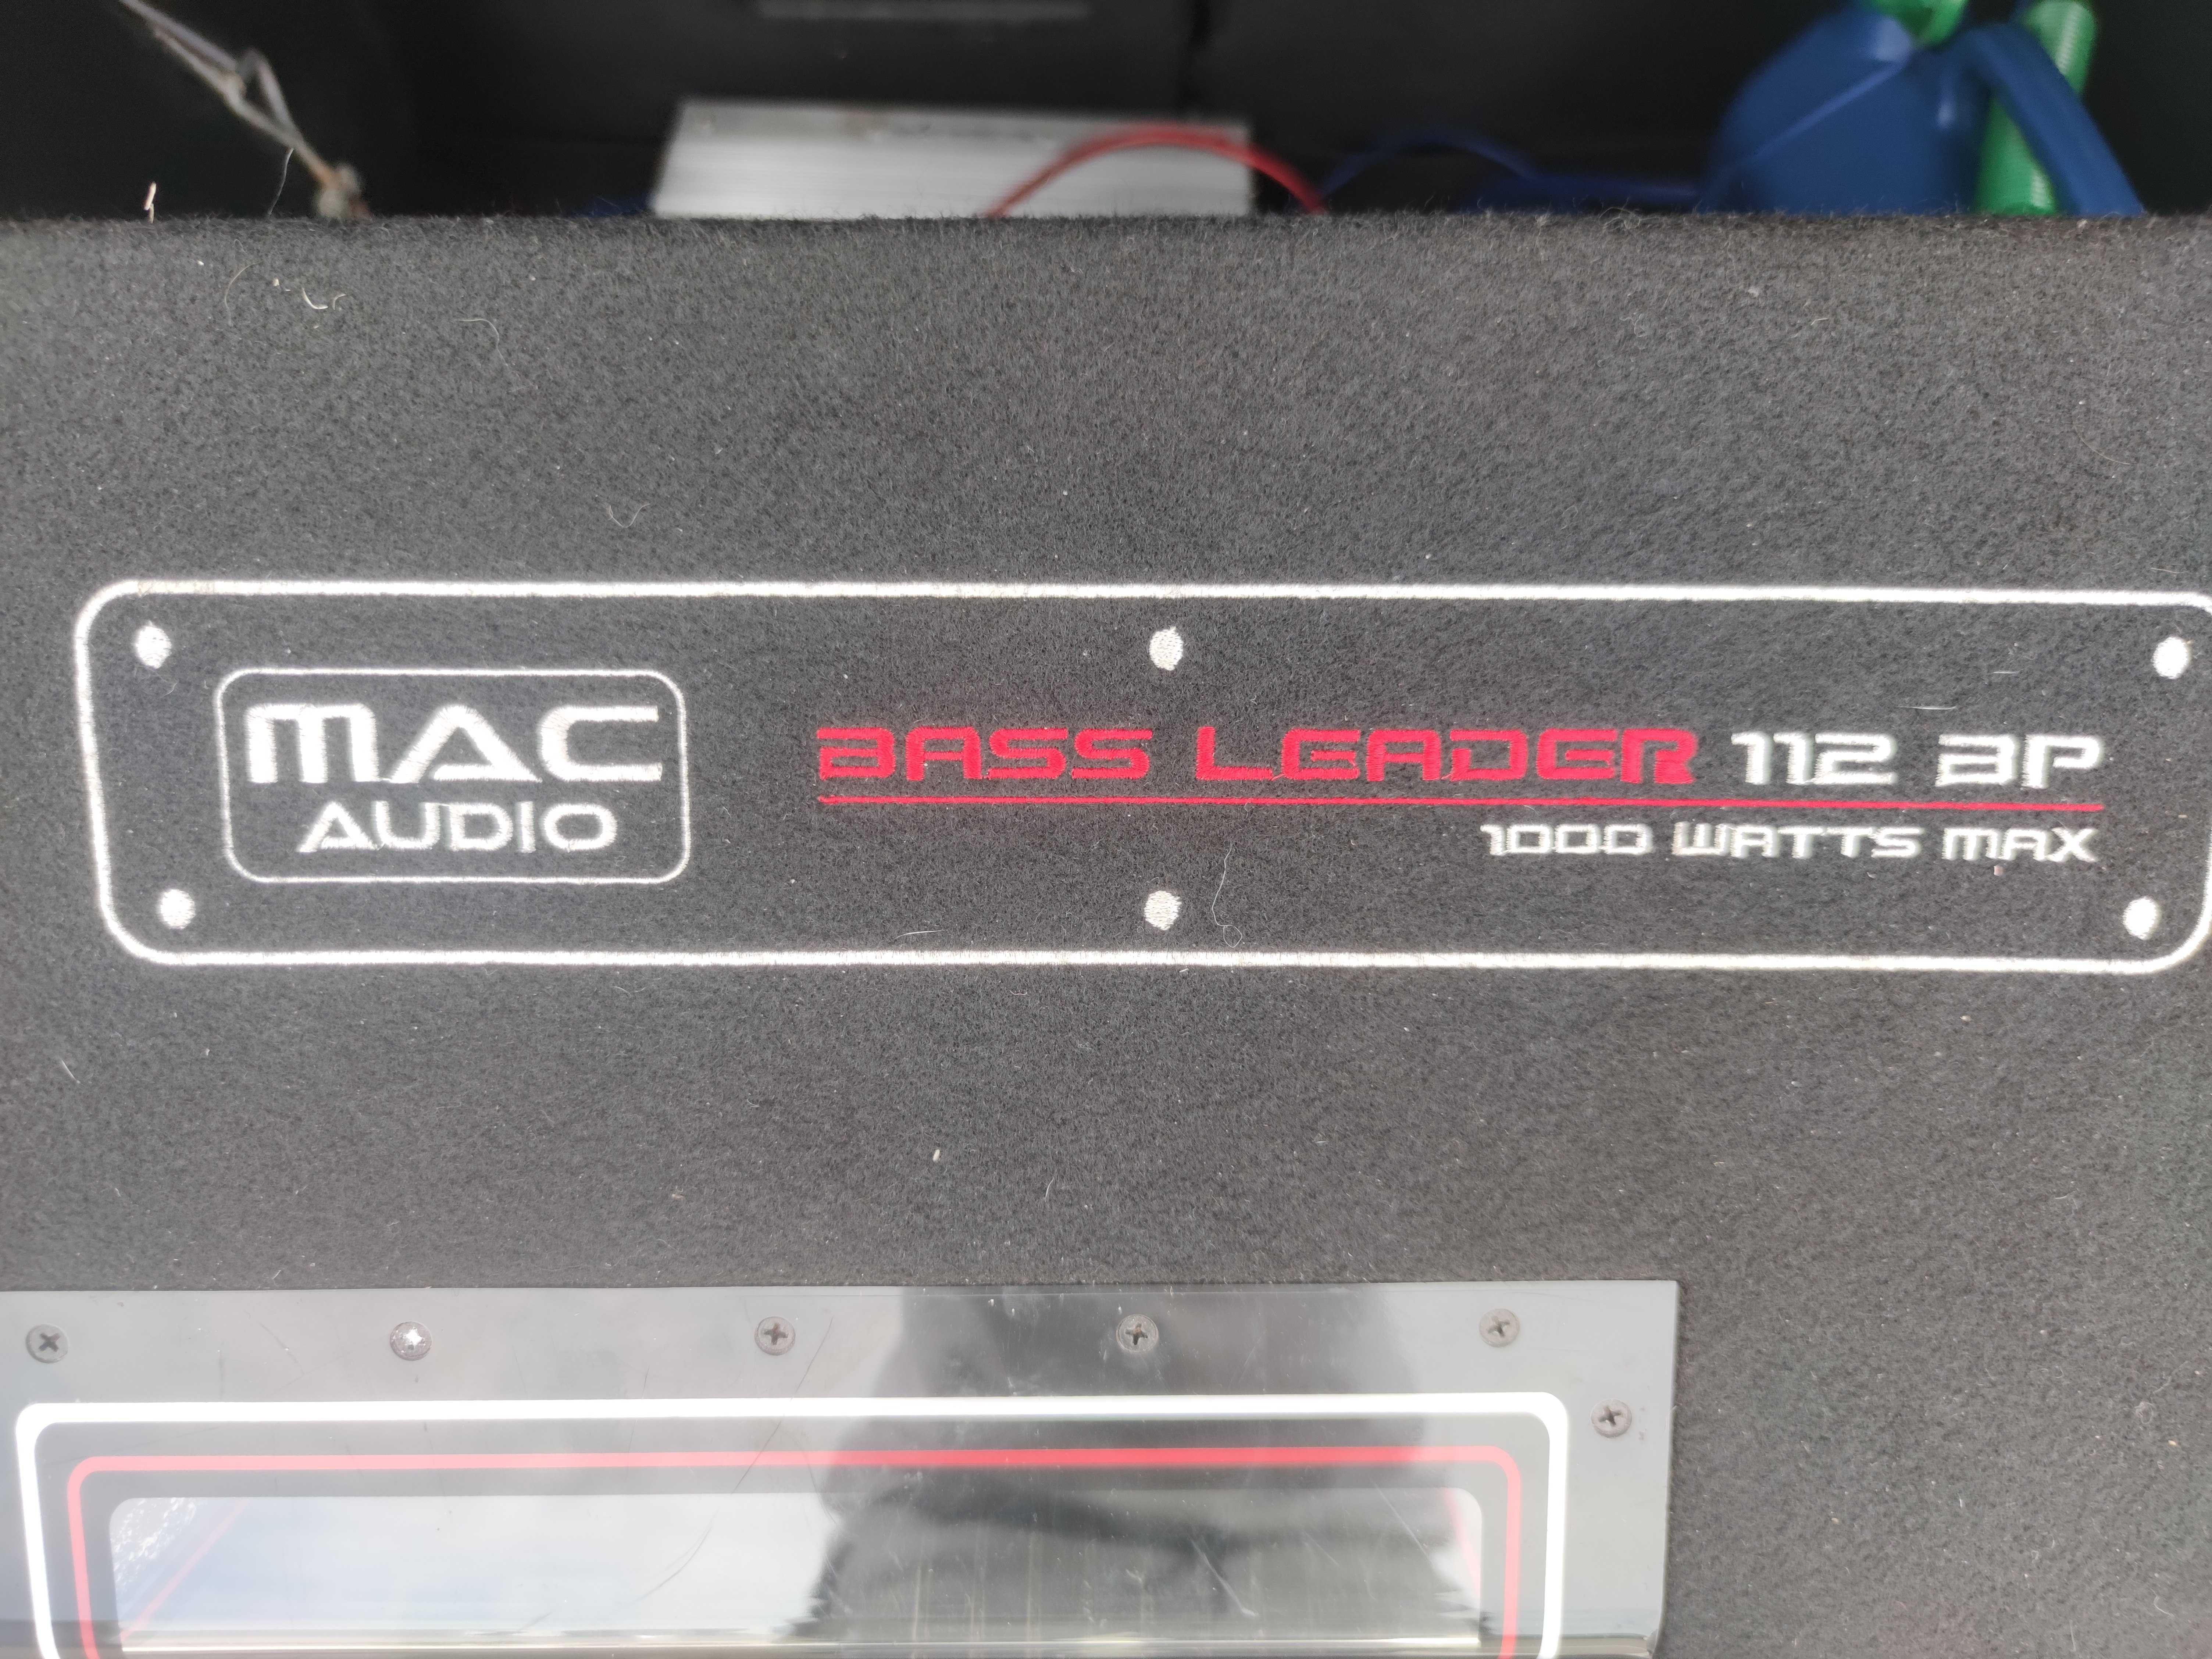 MAC
AUDIO
BASS LEADER 112 BP
1000 WATTS MAX